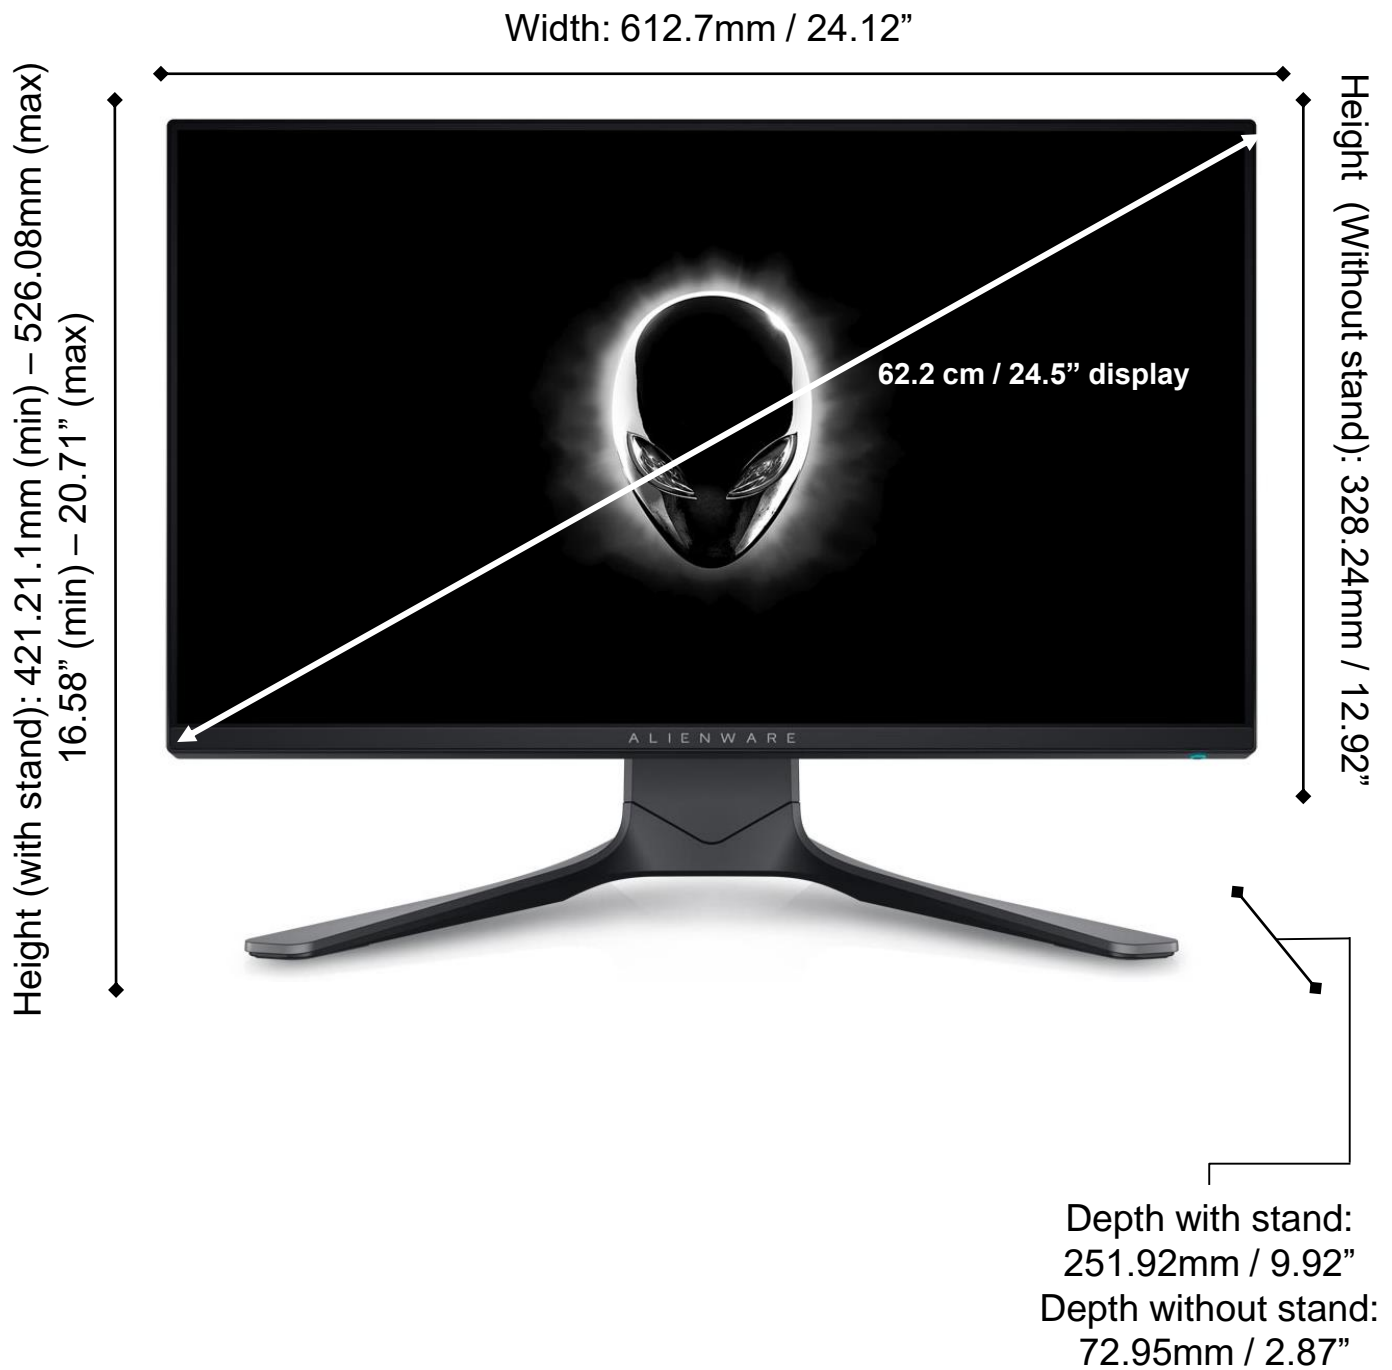 Width: 612.7mm / 24.12”
Height (with stand): 421.21.1mm (min) – 526.08mm (max)
16.58” (min) – 20.71” (max)
62.2 cm / 24.5” display
ALIENWARE
Height (Without stand): 328.24mm / 12.92”
Depth with stand:
251.92mm / 9.92”
Depth without stand:
72.95mm / 2.87”